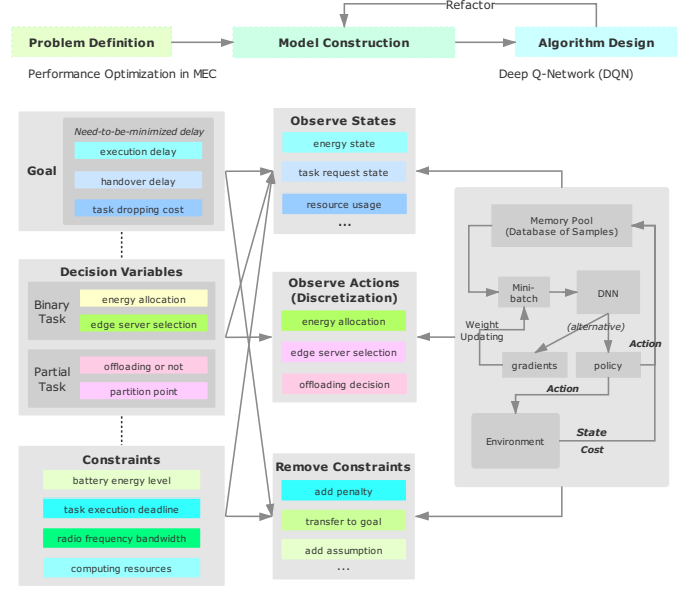 Refactor
Problem Definition
Model Construction
Algorithm Design
Performance Optimization in MEC
Deep Q-Network (DQN)
Goal
Need-to-be-minimized delay
execution delay
handover delay
task dropping cost
Decision Variables
Binary
Task
energy allocation
edge server selection
Partial
Task
offloading or not
partition point
Constraints
battery energy level
task execution deadline
radio frequency bandwidth
computing resources
Observe States
energy state
task request state
resource usage
...
Observe Actions
(Discretization)
energy allocation
edge server selection
offloading decision
Remove Constraints
add penalty
transfer to goal
add assumption
...
Memory Pool
(Database of Samples)
Mini-
batch
DNN
Weight
Updating
(alternative)
Action
gradients
policy
Action
Environment
State
Cost